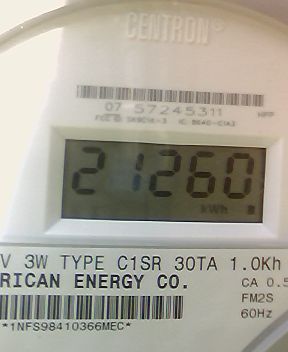 CENTRON®
07 57245311
21260
kWh
V 3W TYPE C1SR 30TA 1.0Kh
RICAN ENERGY CO.
CA 0.5
FM2S
60Hz
*1NFS98410366MEC*